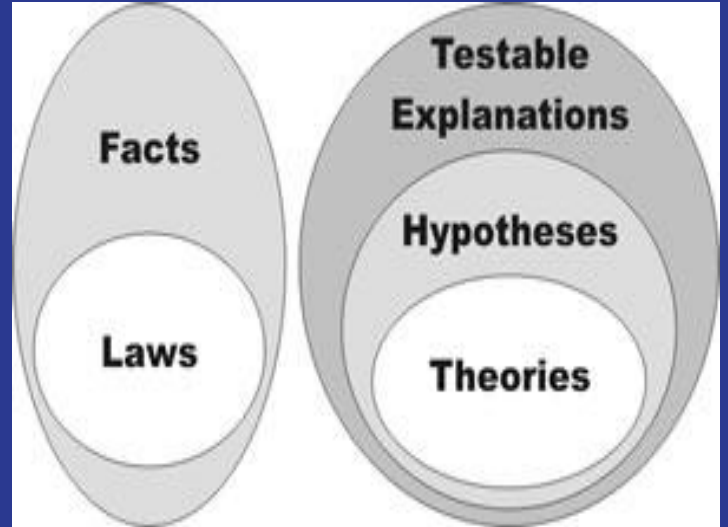 Facts
Laws
Testable
Explanations
Hypotheses
Theories